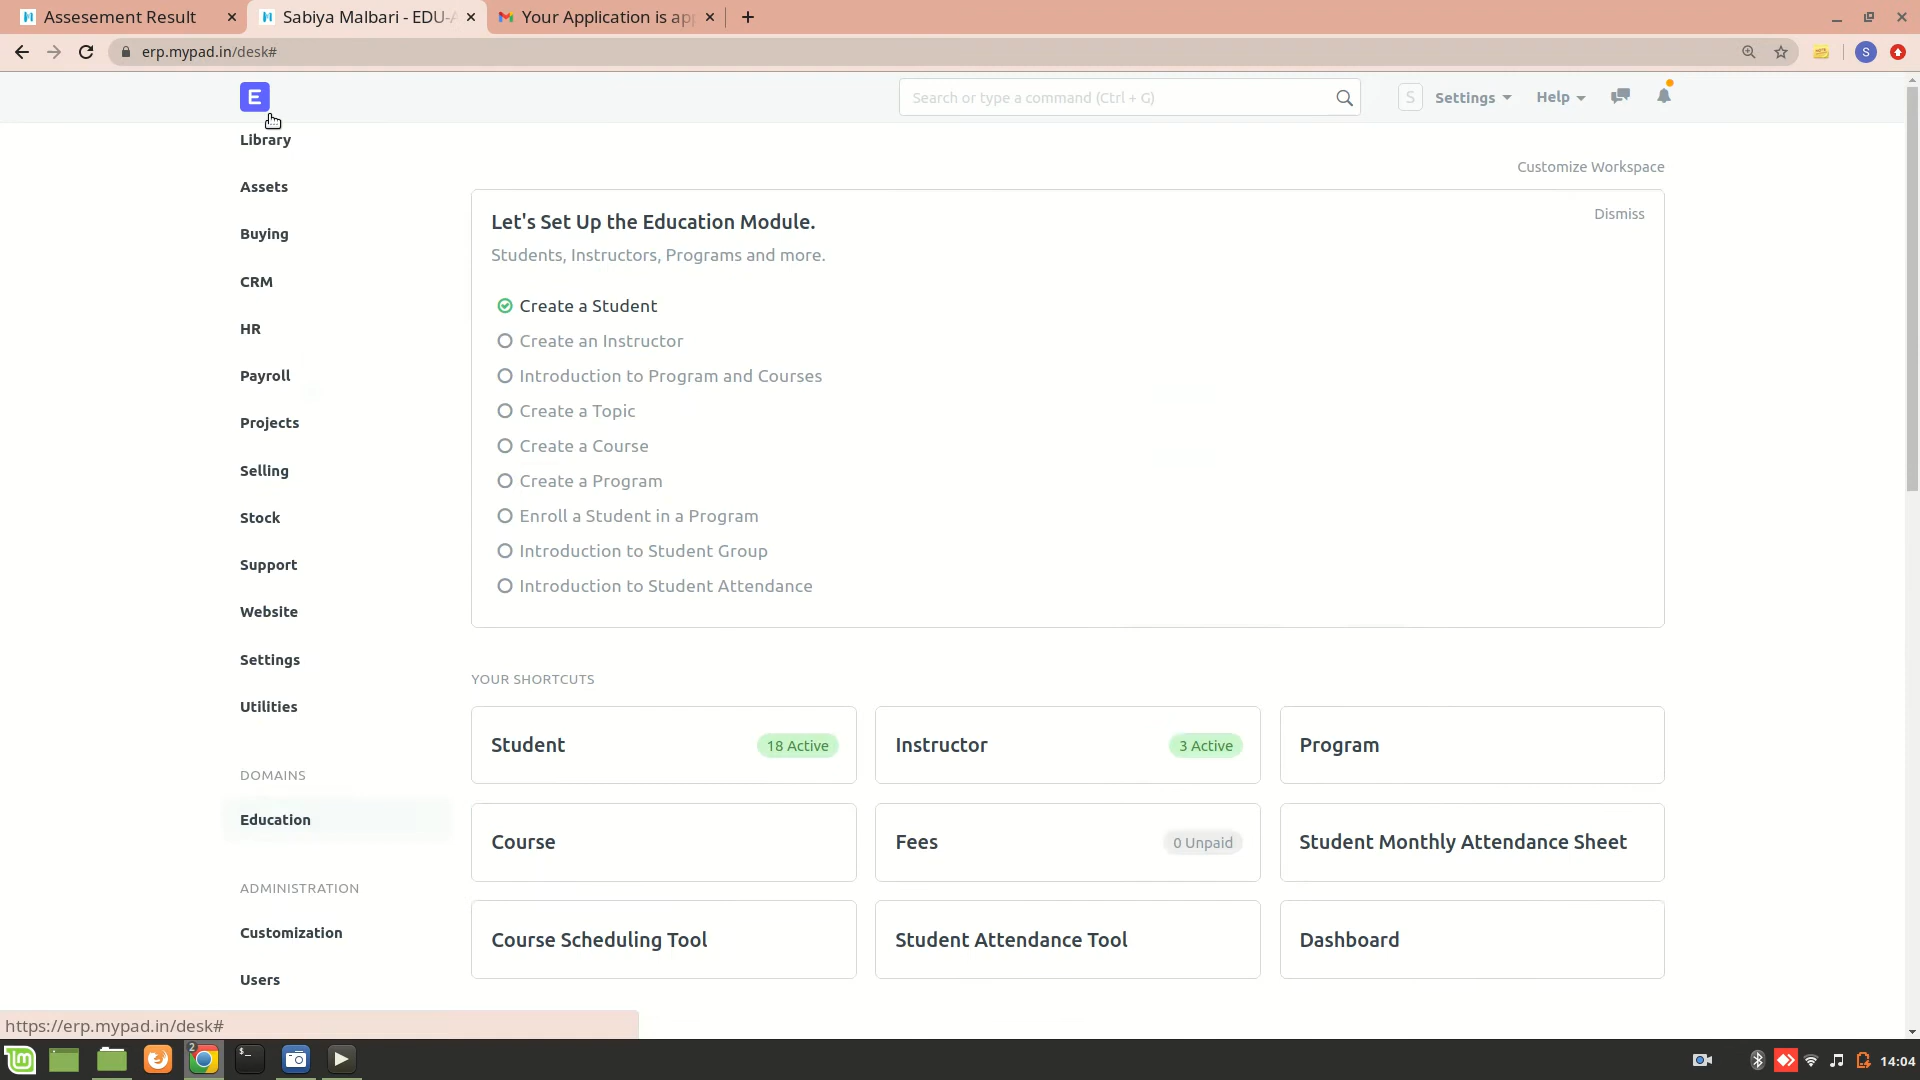 Assesement Result
Sabiya Malbari - EDU-A
Your Application is app
erp.mypad.in/desk#
S
E
Search or type a command (Ctrl + G)
S
Settings
Help
Library
Assets
Buying
CRM
HR
Payroll
Projects
Selling
Stock
Support
Website
Settings
Utilities
DOMAINS
Education
ADMINISTRATION
Customization
Users
Customize Workspace
Let's Set Up the Education Module.
Dismiss
Students, Instructors, Programs and more.
Create a Student
Create an Instructor
Introduction to Program and Courses
Create a Topic
Create a Course
Create a Program
Enroll a Student in a Program
Introduction to Student Group
Introduction to Student Attendance
YOUR SHORTCUTS
Student 18 Active
Instructor 3 Active
Program
Course
Fees 0 Unpaid
Student Monthly Attendance Sheet
Course Scheduling Tool
Student Attendance Tool
Dashboard
https://erp.mypad.in/desk#
2
14:04